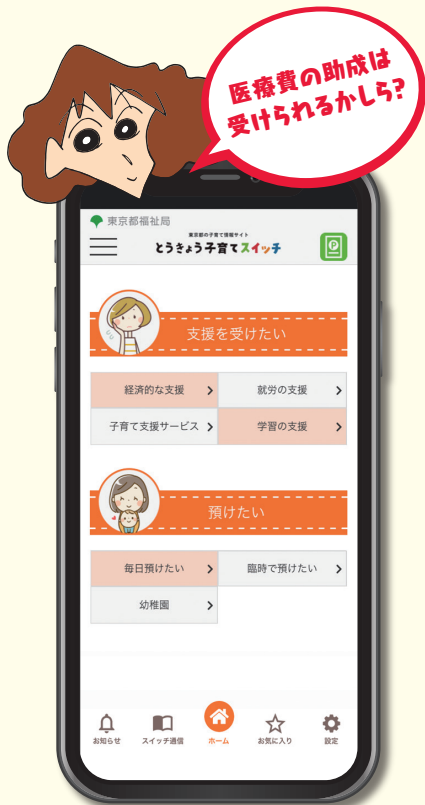 医療費の助成は
受けられるかしら?
東京都福祉局
東京都の子育て情報サイト
とうきょう子育てスイッチ
P
支援を受けたい
経済的な支援
就労の支援
子育て支援サービス
学習の支援
預けたい
毎日預けたい
臨時で預けたい
幼稚園
お知らせ
スイッチ通信
ホーム
お気に入り
設定